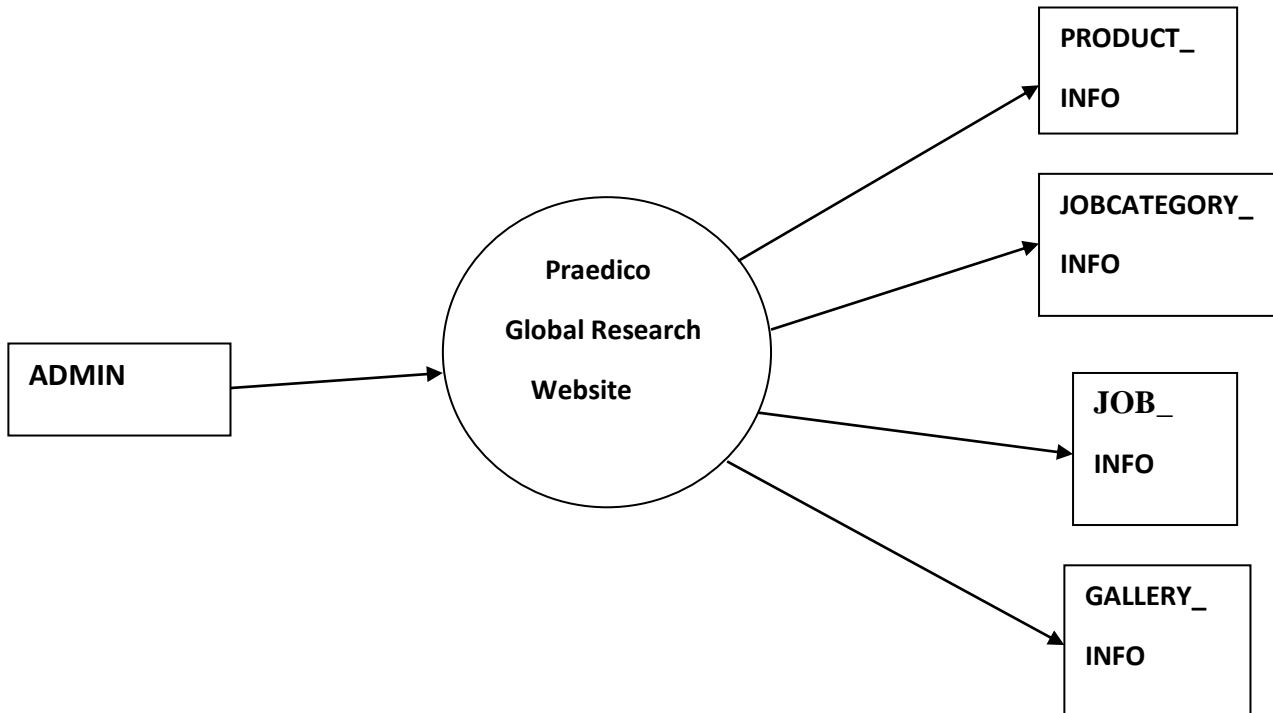 ADMIN
Praedico
Global Research
Website
PRODUCT_
INFO
JOBCATEGORY_
INFO
JOB_
INFO
GALLERY_
INFO